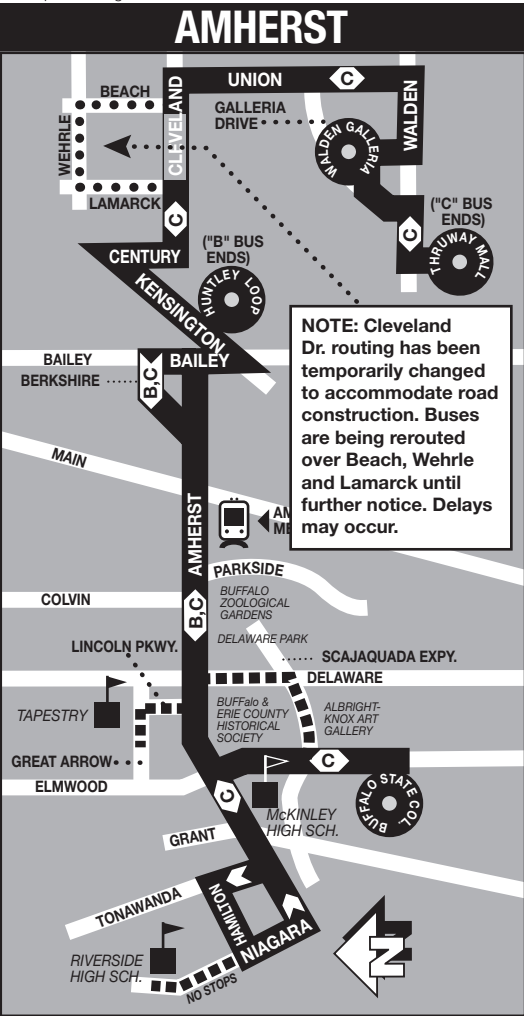 AMHERST
UNION
C
BEACH
CLEVELAND
GALLERIA
DRIVE
WALDEN
WEHRLE
WALDEN GALLERIA
LAMARCK
C
("B" BUS
ENDS)
C
("C" BUS
ENDS)
THRUWAY MALL
CENTURY
HUNTLEY LOOP
KENSINGTON
NOTE: Cleveland
Dr. routing has been
temporarily changed
to accommodate road
construction. Buses
are being rerouted
over Beach, Wehrle
and Lamarck until
further notice. Delays
may occur.
BAILEY
BAILEY
BERKSHIRE
B,C
MAIN
AMHERST
PARKSIDE
COLVIN
B,C
BUFFALO
ZOOLOGICAL
GARDENS
DELAWARE PARK
LINCOLN PKWY.
SCAJAQUADA EXPY.
DELAWARE
TAPESTRY
BUFFalo &
ERIE COUNTY
HISTORICAL
SOCIETY
ALBRIGHT-
KNOX ART
GALLERY
GREAT ARROW
C
ELMWOOD
C
McKINLEY
HIGH SCH.
BUFFALO STATE COL.
GRANT
TONAWANDA
HAMILTON
NIAGARA
RIVERSIDE
HIGH SCH.
NO STOPS
N